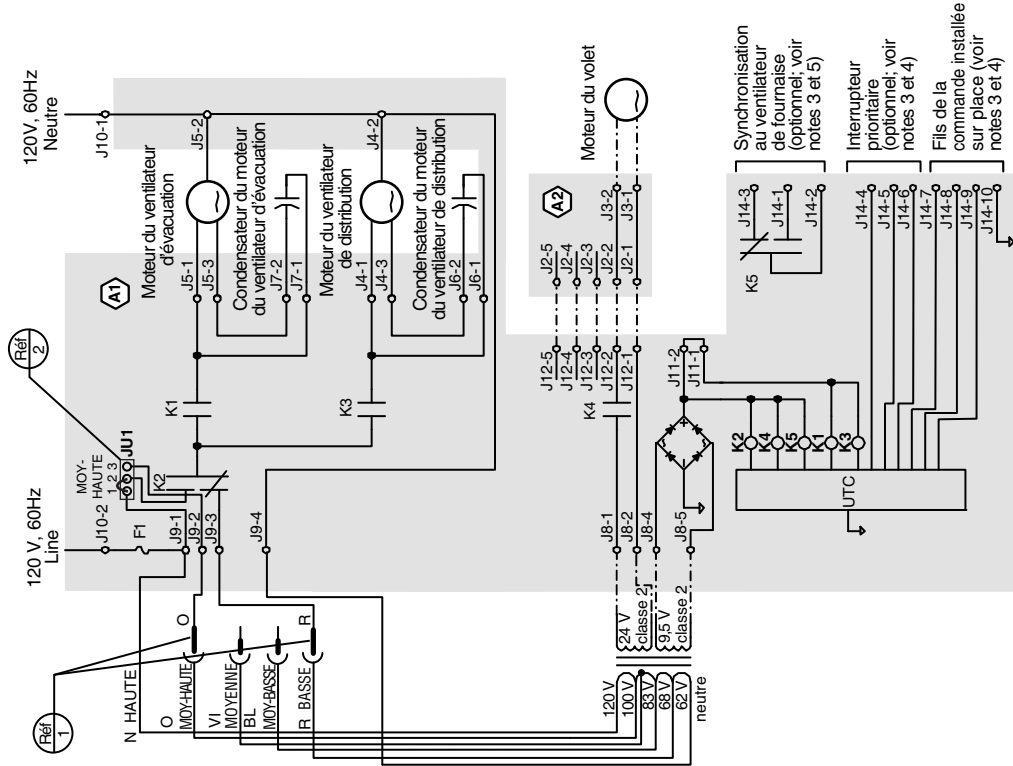 120V, 60Hz
Neutre
J10-1
Réf
2
A1
Moteur du ventilateur
d'évacuation
J5-2
J5-1
J5-3
Condensateur du moteur
du ventilateur d'évacuation
J7-2
J7-1
Moteur du ventilateur
de distribution
J4-2
J4-1
J4-3
Condensateur du moteur
du ventilateur de distribution
J6-2
J6-1
120 V, 60Hz
Line
J10-2
F1
MOY-
HAUTE
1 2 3
JU1
K2
K1
K3
J9-1
J9-2
J9-3
J9-4
Réf
1
N HAUTE
O
MOY-HAUTE
O
VI
MOYENNE
BL
MOY-BASSE
R BASSE
R
A2
Moteur du volet
J3-2
J3-1
J2-5
J2-4
J2-3
J2-2
J2-1
J12-5
J12-4
J12-3
J12-2
J12-1
K4
J11-2
J11-1
J8-1
J8-2
J8-4
J8-5
24 V
classe 2
9,5 V
classe 2
120 V
100 V
83 V
68 V
62 V
neutre
K2
K4
K5
K1
K3
UTC
K5
Synchronisation
au ventilateur
de fournaise
(optionnel; voir
notes 3 et 5)
J14-3
J14-1
J14-2
Interrupteur
prioritaire
(optionnel; voir
notes 3 et 4)
J14-4
J14-5
J14-6
Fils de la
commande installée
sur place (voir
notes 3 et 4)
J14-7
J14-8
J14-9
J14-10